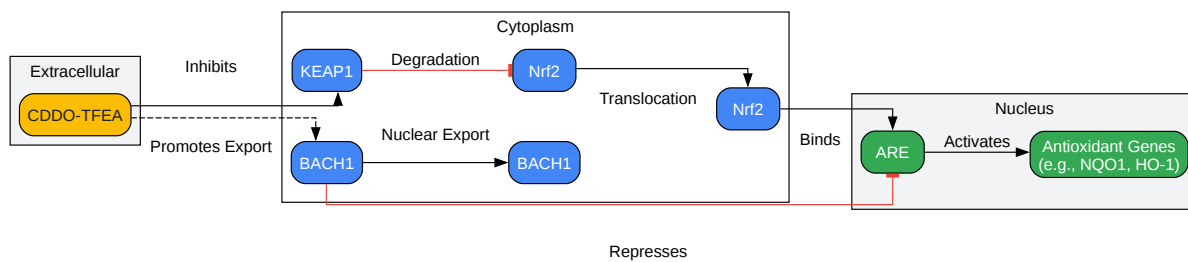 Cytoplasm
Extracellular
Inhibits
KEAP1
Degradation
Nrf2
CDDO-TFEA
Translocation
Nrf2
Nucleus
Promotes Export
Nuclear Export
BACH1
BACH1
Binds
ARE
Activates
Antioxidant Genes
(e.g., NQO1, HO-1)
Represses